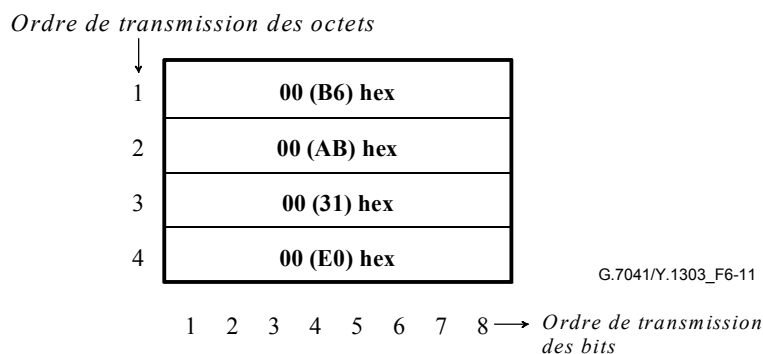 Ordre de transmission des octets
1 00 (B6) hex
2 00 (AB) hex
3 00 (31) hex
4 00 (E0) hex
G.7041/Y.1303_F6-11
1 2 3 4 5 6 7 8 Ordre de transmission
des bits